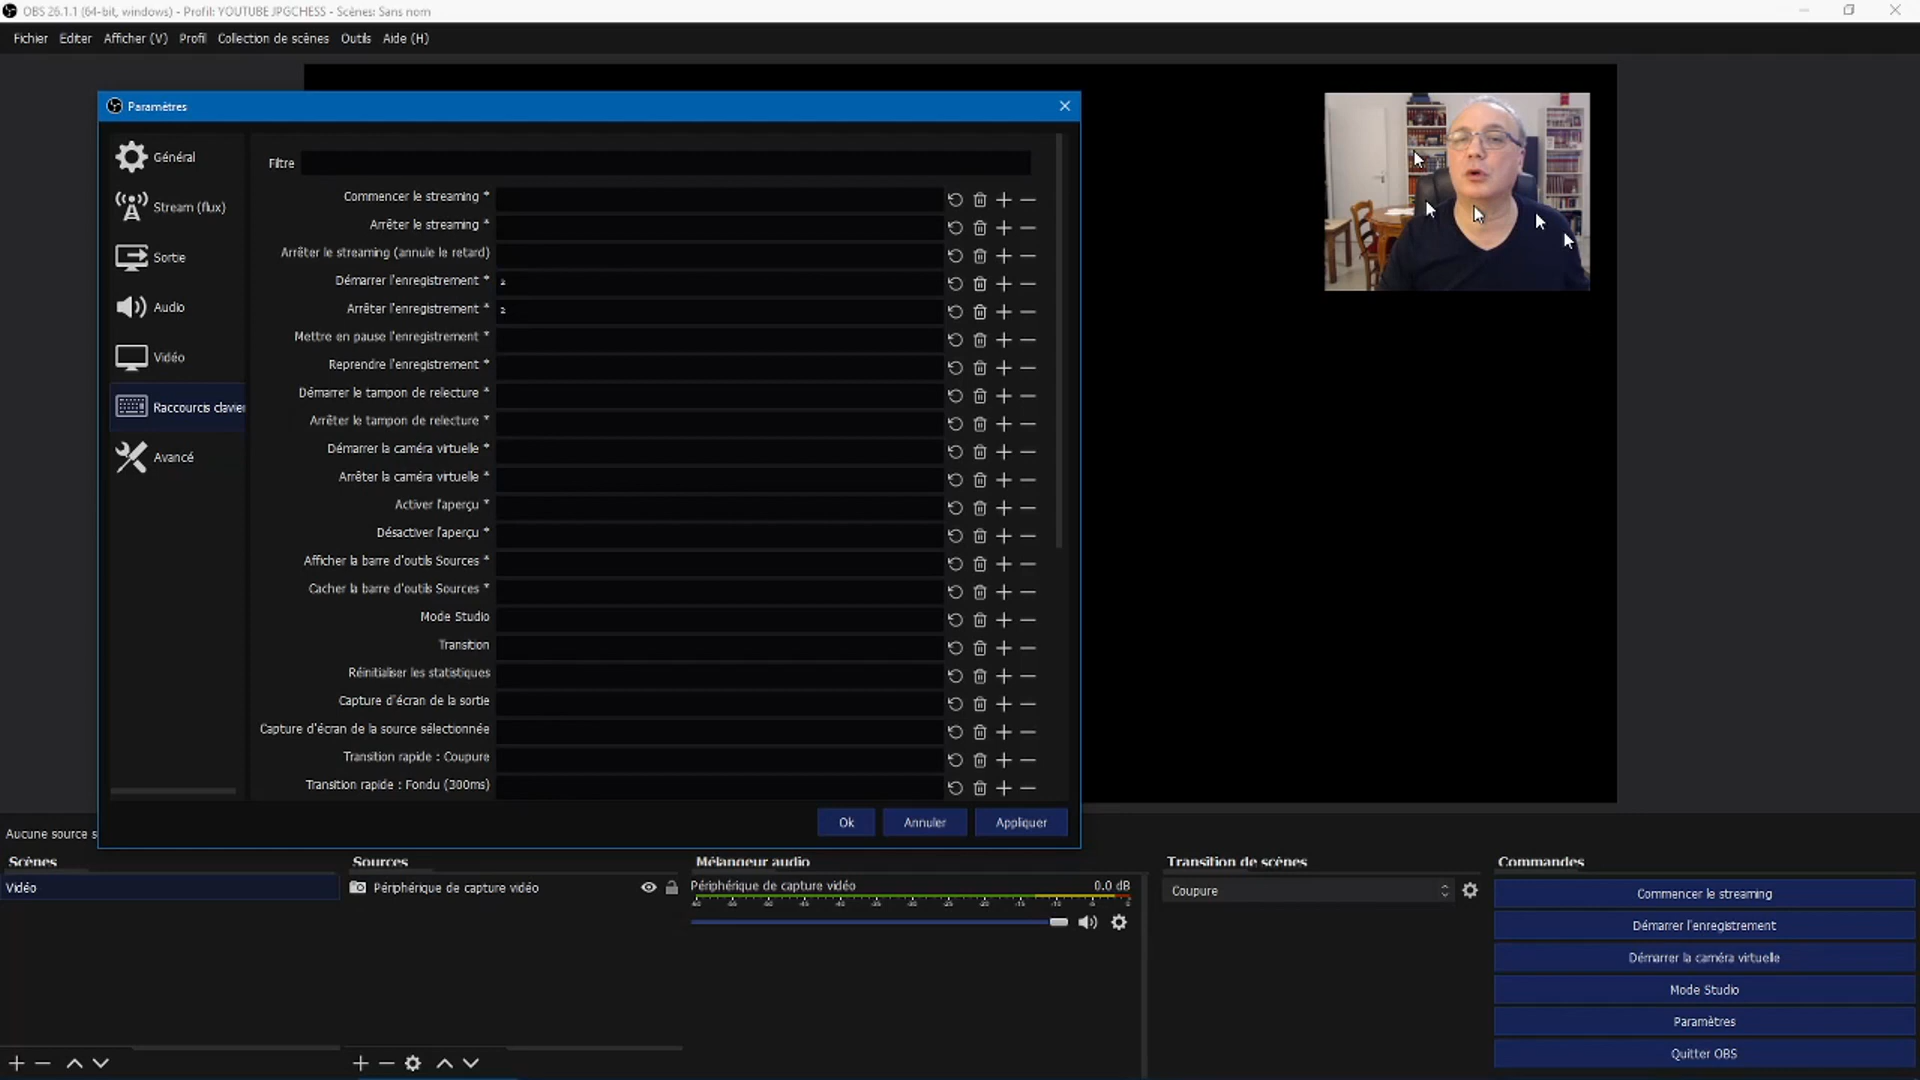 OBS 26.1.1 (64-bit, windows) - Profil: YOUTUBE JPGCHESS - Scènes: Sans nom
Fichier Editer Afficher (V) Profil Collection de scènes Outils Aide (H)
Paramètres
Général
Stream (flux)
Sortie
Audio
Vidéo
Raccourcis clavier
Avancé
Filtre
Commencer le streaming *
Arrêter le streaming *
Arrêter le streaming (annule le retard)
Démarrer l'enregistrement * ²
Arrêter l'enregistrement * ²
Mettre en pause l'enregistrement *
Reprendre l'enregistrement *
Démarrer le tampon de relecture *
Arrêter le tampon de relecture *
Démarrer la caméra virtuelle *
Arrêter la caméra virtuelle *
Activer l'aperçu *
Désactiver l'aperçu *
Afficher la barre d'outils Sources *
Cacher la barre d'outils Sources *
Mode Studio
Transition
Réinitialiser les statistiques
Capture d'écran de la sortie
Capture d'écran de la source sélectionnée
Transition rapide : Coupure
Transition rapide : Fondu (300ms)
Ok Annuler Appliquer
Aucune source s
Scènes
Vidéo
Sources
Périphérique de capture vidéo
Mélangeur audio
Périphérique de capture vidéo 0.0 dB
Transition de scènes
Coupure
Commandes
Commencer le streaming
Démarrer l'enregistrement
Démarrer la caméra virtuelle
Mode Studio
Paramètres
Quitter OBS